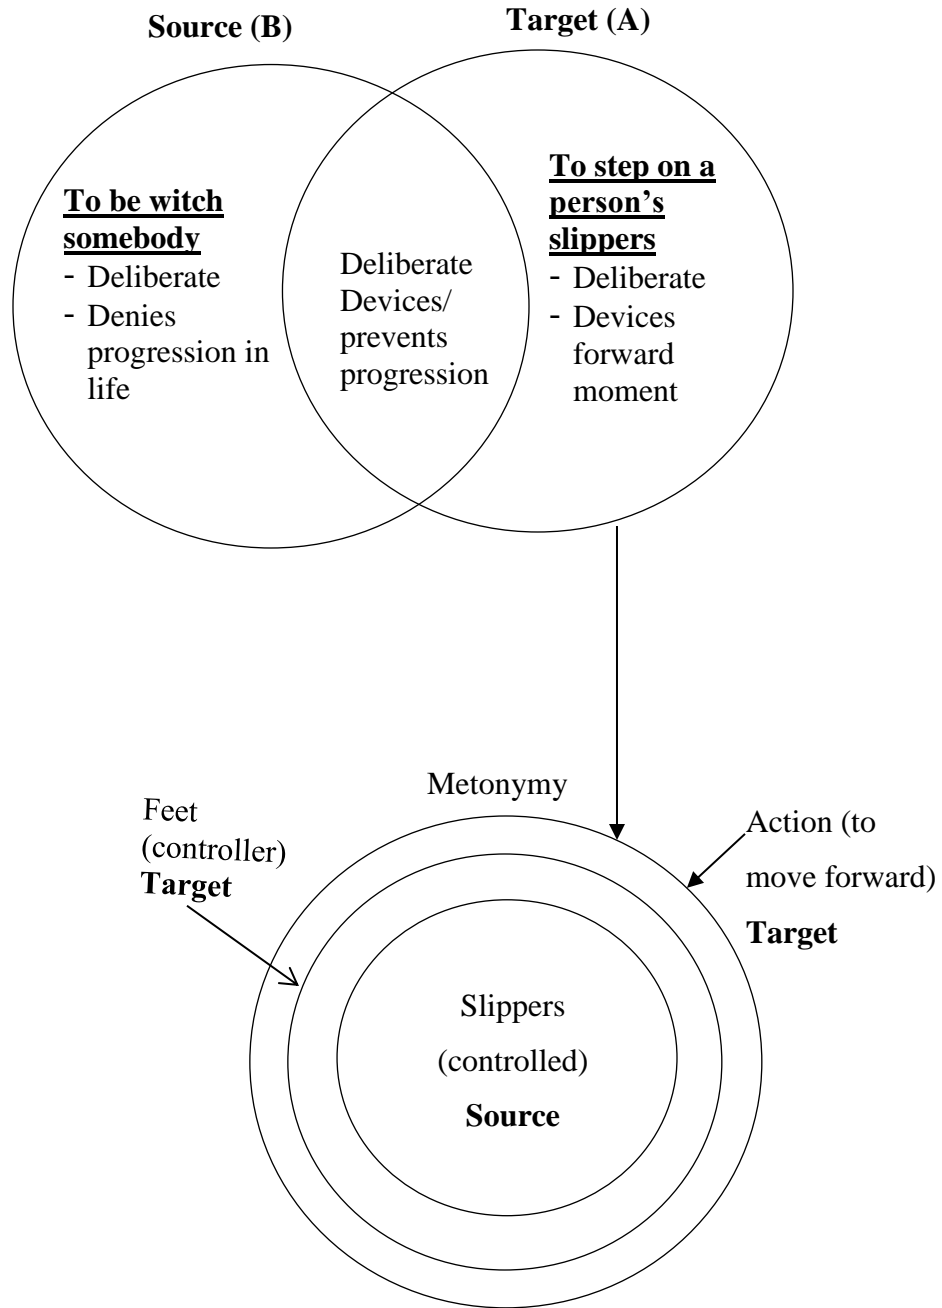 Source (B)
Target (A)
To be witch
somebody
- Deliberate
- Denies
progression in
life
Deliberate
Devices/
prevents
progression
To step on a
person’s
slippers
- Deliberate
- Devices
forward
moment
Metonymy
Feet
(controller)
Target
Action (to
move forward)
Target
Slippers
(controlled)
Source